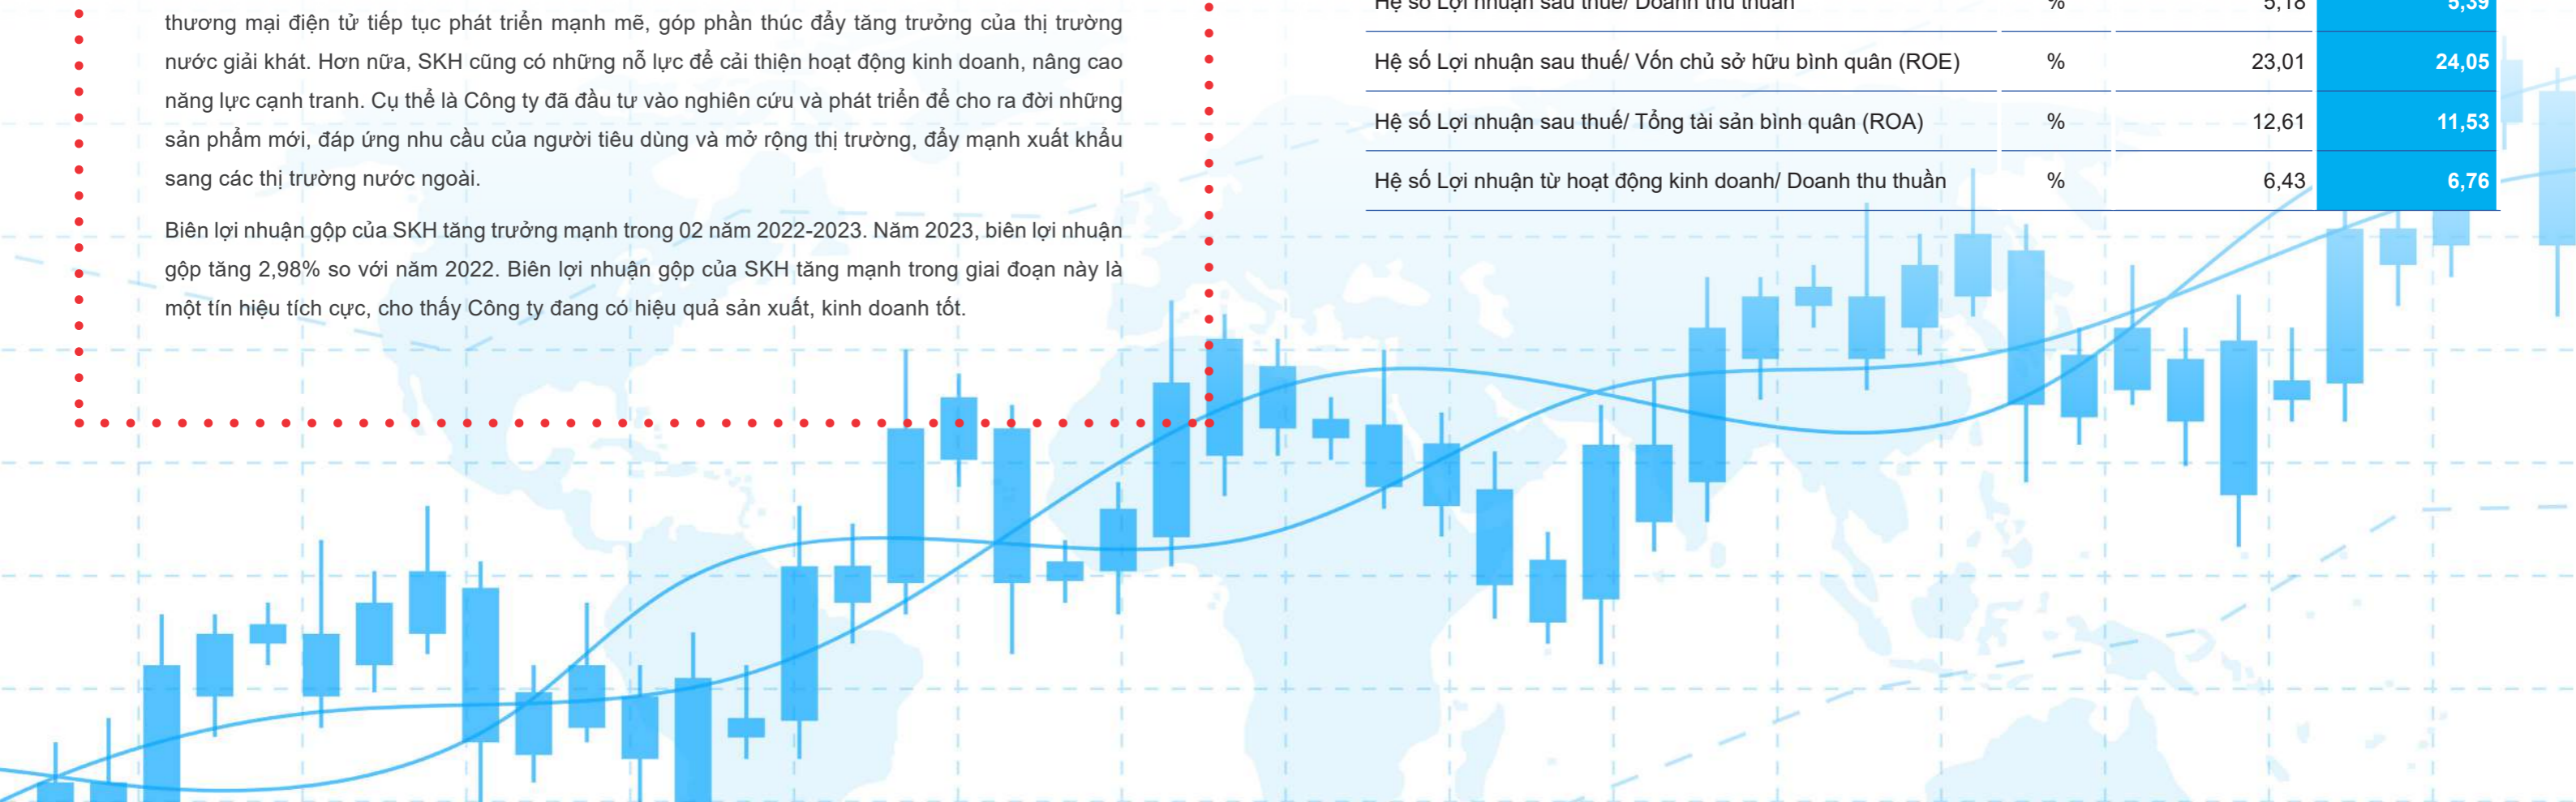 thương mại điện tử tiếp tục phát triển mạnh mẽ, góp phần thúc đẩy tăng trưởng của thị trường
nước giải khát. Hơn nữa, SKH cũng có những nỗ lực để cải thiện hoạt động kinh doanh, nâng cao
năng lực cạnh tranh. Cụ thể là Công ty đã đầu tư vào nghiên cứu và phát triển để cho ra đời những
sản phẩm mới, đáp ứng nhu cầu của người tiêu dùng và mở rộng thị trường, đẩy mạnh xuất khẩu
sang các thị trường nước ngoài.
Biên lợi nhuận gộp của SKH tăng trưởng mạnh trong 02 năm 2022-2023. Năm 2023, biên lợi nhuận
gộp tăng 2,98% so với năm 2022. Biên lợi nhuận gộp của SKH tăng mạnh trong giai đoạn này là
một tín hiệu tích cực, cho thấy Công ty đang có hiệu quả sản xuất, kinh doanh tốt.
Hệ số Lợi nhuận sau thuế/ Doanh thu thuần % 5,18 5,39
Hệ số Lợi nhuận sau thuế/ Vốn chủ sở hữu bình quân (ROE) % 23,01 24,05
Hệ số Lợi nhuận sau thuế/ Tổng tài sản bình quân (ROA) % 12,61 11,53
Hệ số Lợi nhuận từ hoạt động kinh doanh/ Doanh thu thuần % 6,43 6,76